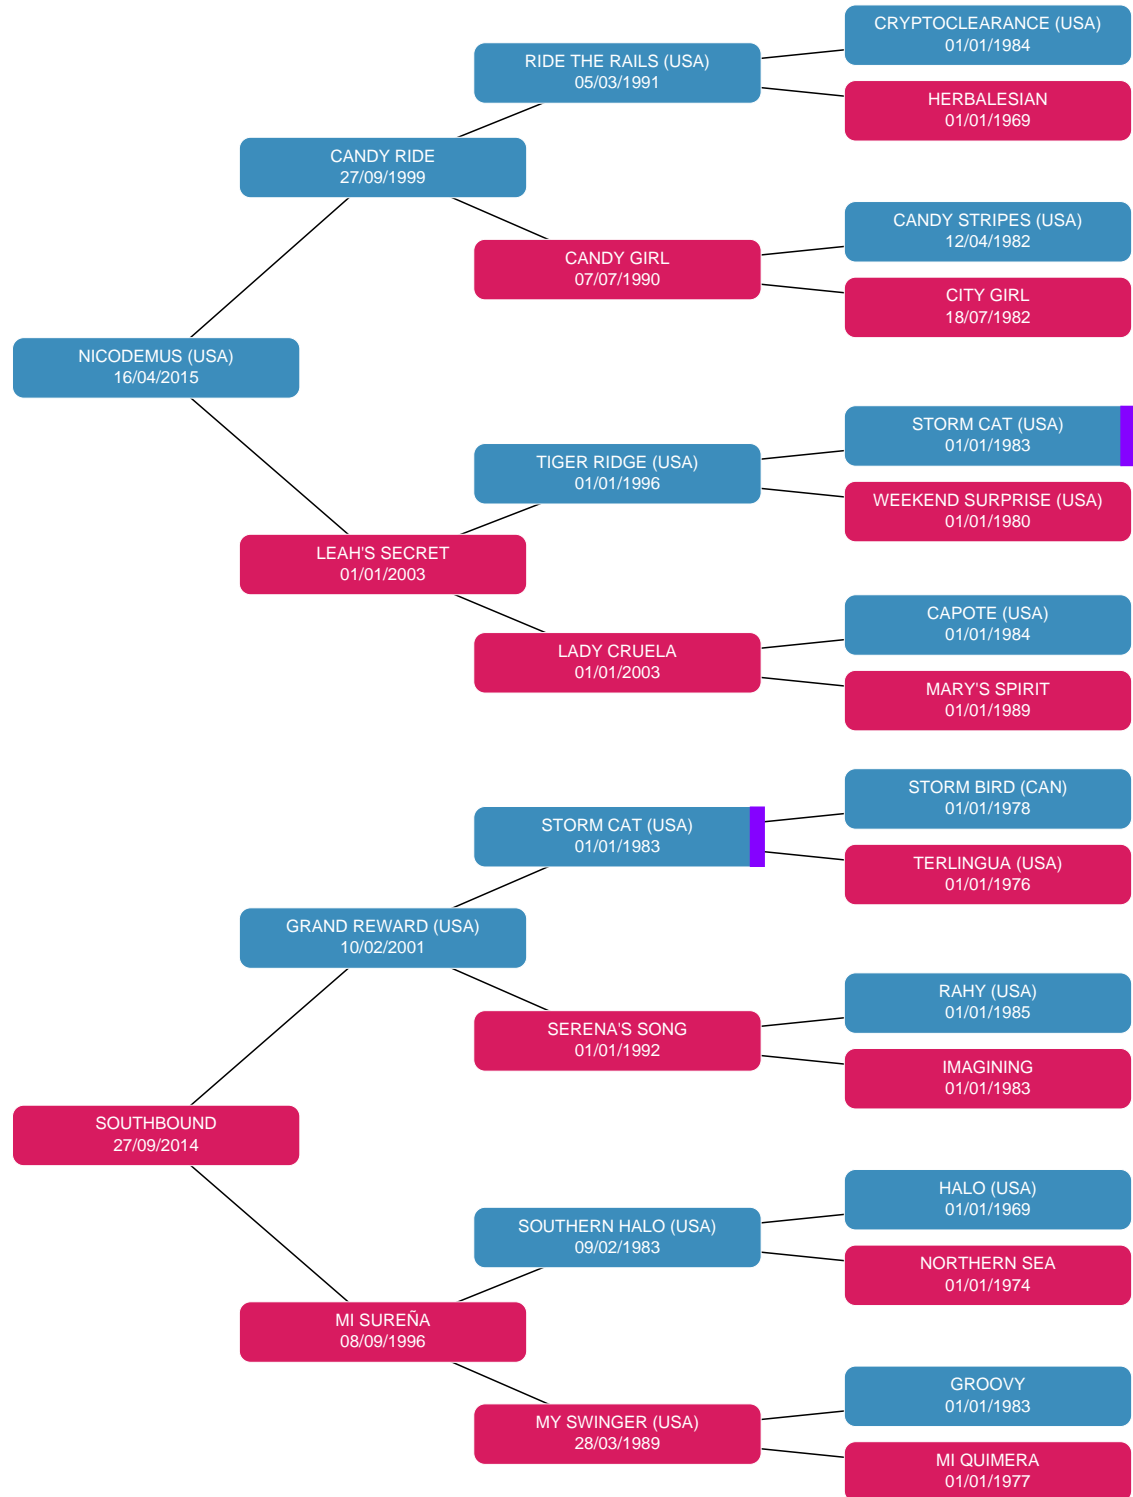 CRYPTOCLEARANCE (USA)
01/01/1984
RIDE THE RAILS (USA)
05/03/1991
HERBALESIAN
01/01/1969
CANDY RIDE
27/09/1999
CANDY STRIPES (USA)
12/04/1982
CANDY GIRL
07/07/1990
CITY GIRL
18/07/1982
NICODEMUS (USA)
16/04/2015
STORM CAT (USA)
01/01/1983
TIGER RIDGE (USA)
01/01/1996
WEEKEND SURPRISE (USA)
01/01/1980
LEAH'S SECRET
01/01/2003
CAPOTE (USA)
01/01/1984
LADY CRUELA
01/01/2003
MARY'S SPIRIT
01/01/1989
STORM BIRD (CAN)
01/01/1978
STORM CAT (USA)
01/01/1983
TERLINGUA (USA)
01/01/1976
GRAND REWARD (USA)
10/02/2001
RAHY (USA)
01/01/1985
SERENA'S SONG
01/01/1992
IMAGINING
01/01/1983
SOUTHBOUND
27/09/2014
HALO (USA)
01/01/1969
SOUTHERN HALO (USA)
09/02/1983
NORTHERN SEA
01/01/1974
MI SUREÑA
08/09/1996
GROOVY
01/01/1983
MY SWINGER (USA)
28/03/1989
MI QUIMERA
01/01/1977